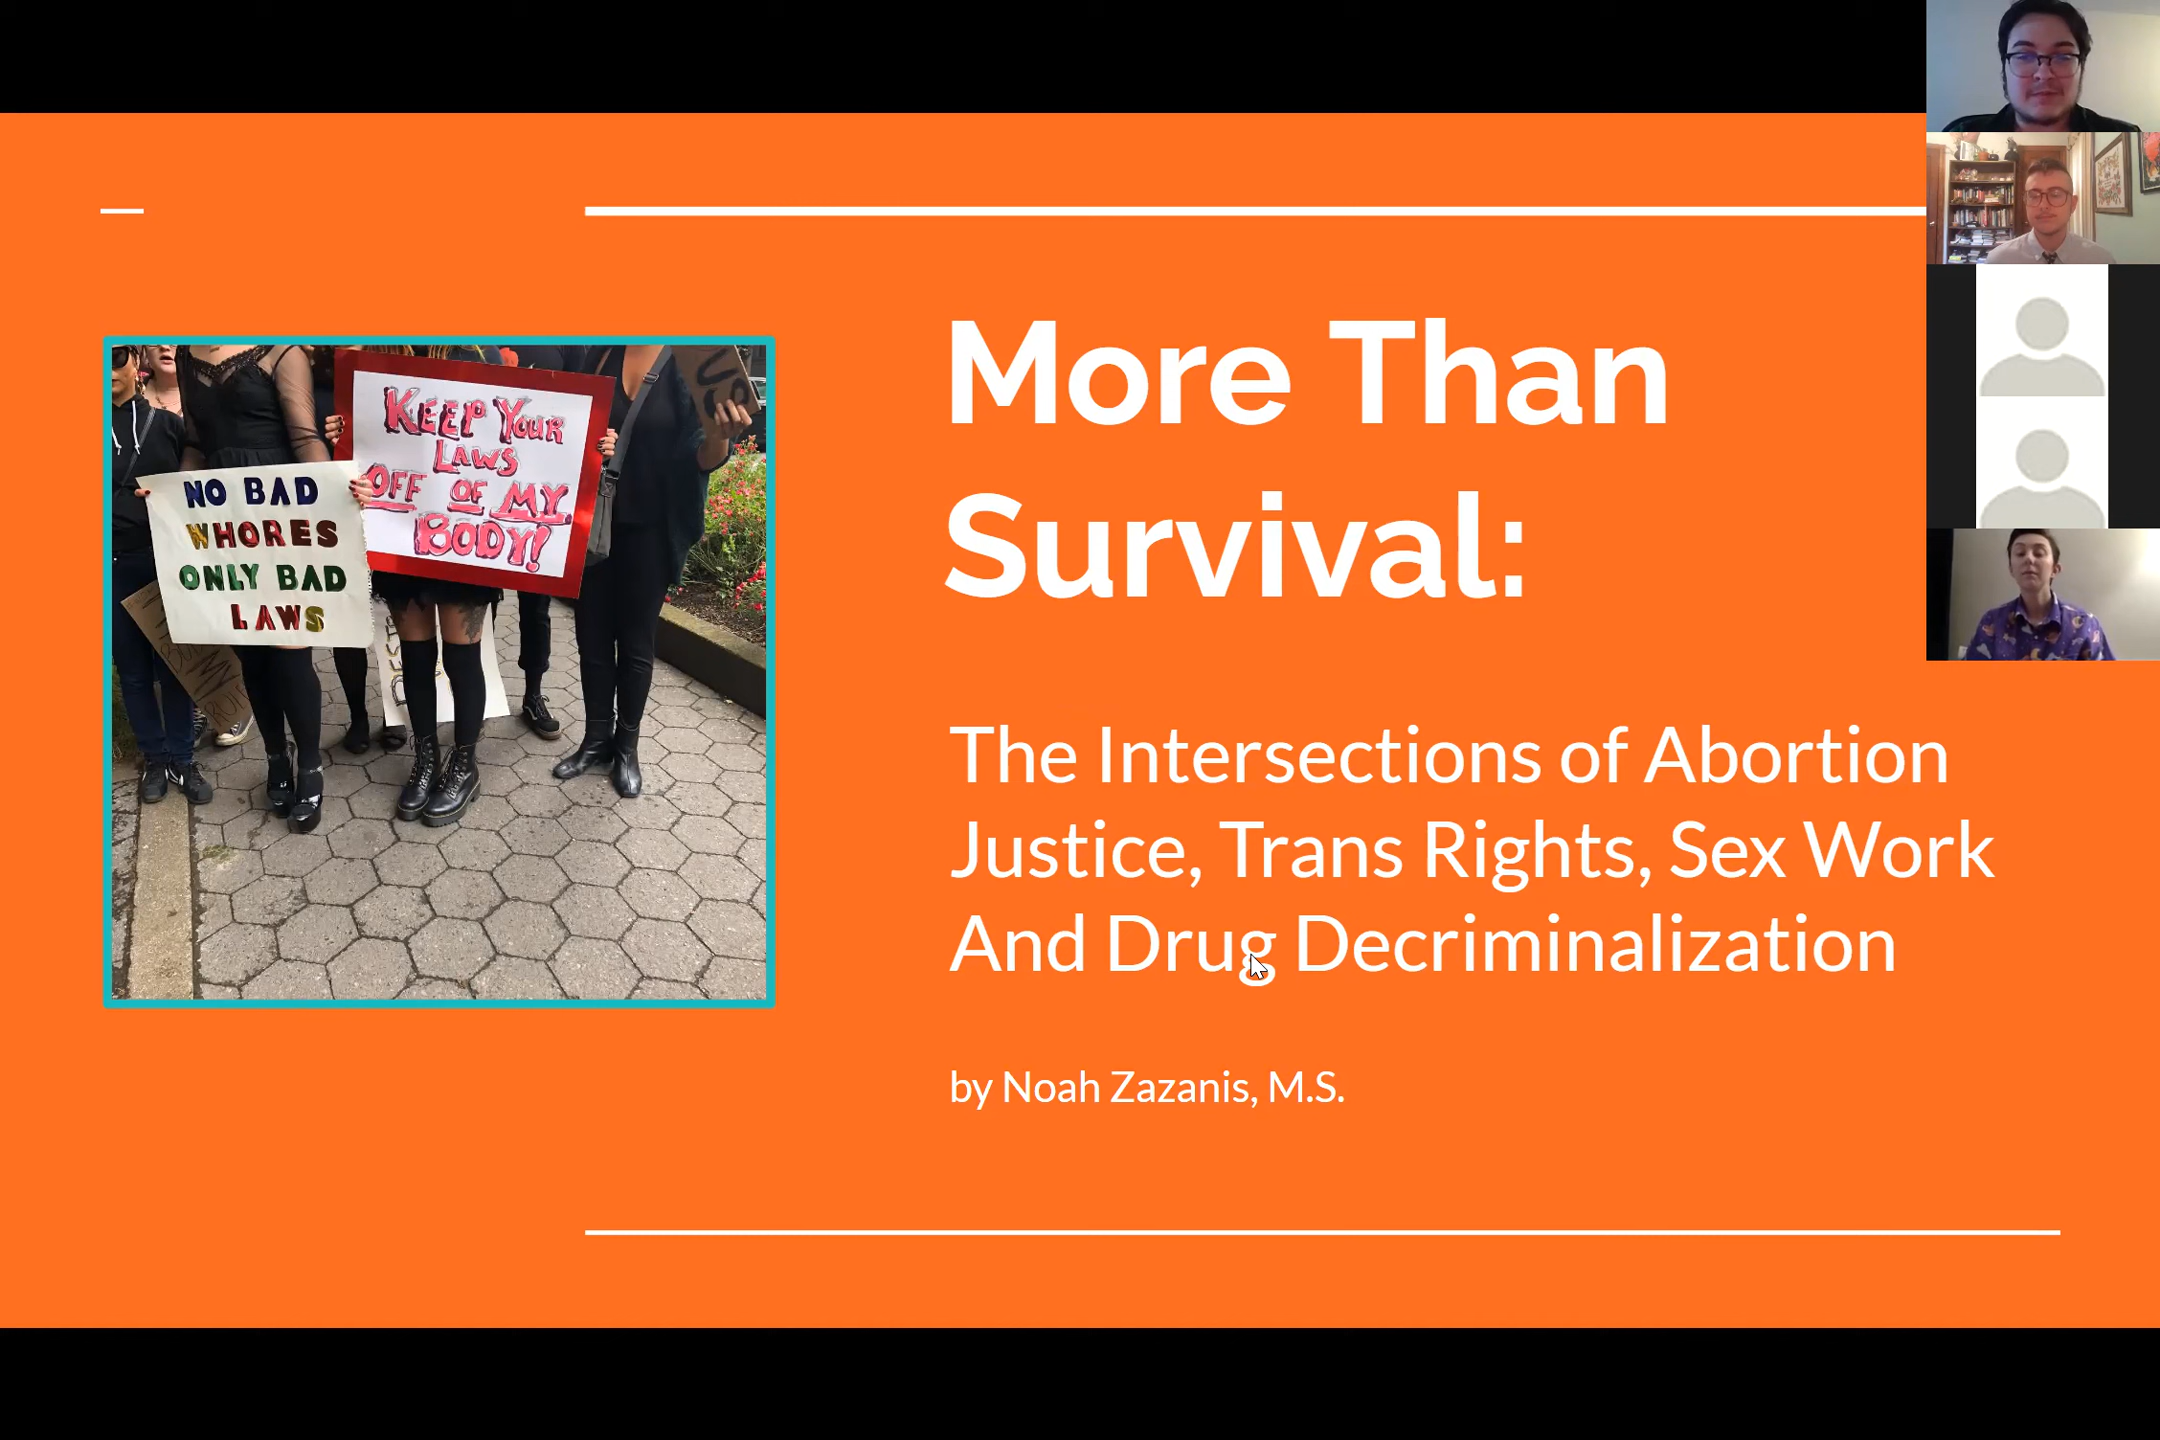 NO BAD
WHORES
ONLY BAD
LAWS
KEEP YOUR
LAWS
OFF OF MY
BODY!
More Than
Survival:
The Intersections of Abortion
Justice, Trans Rights, Sex Work
And Drug Decriminalization
by Noah Zazanis, M.S.